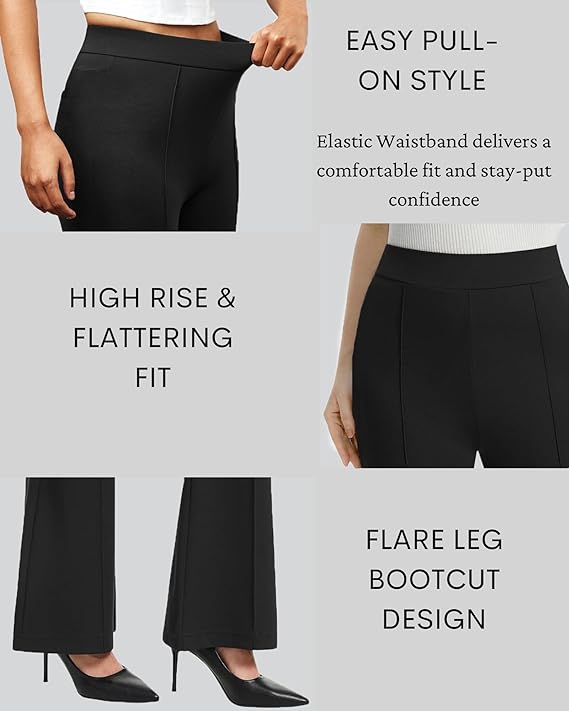 EASY PULL-
ON STYLE
Elastic Waistband delivers a
comfortable fit and stay-put
confidence
HIGH RISE &
FLATTERING
FIT
FLARE LEG
BOOTCUT
DESIGN